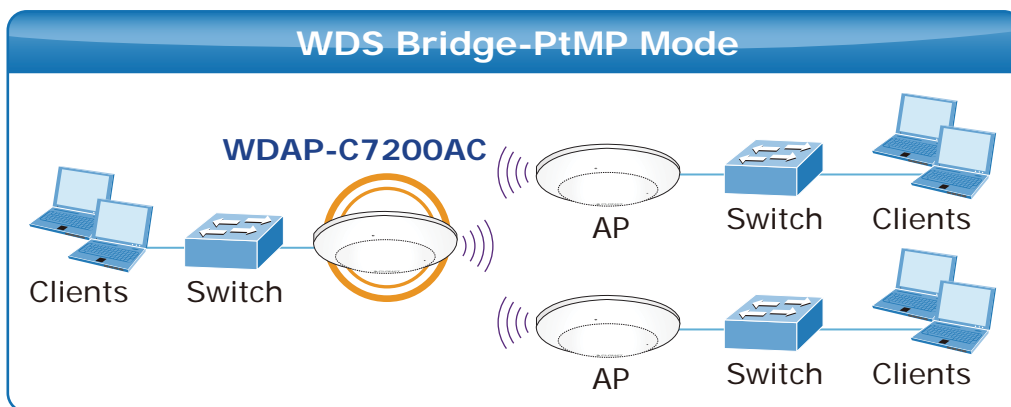 WDS Bridge-PtMP Mode
WDAP-C7200AC
Clients
Switch
AP
Switch
Clients
AP
Switch
Clients